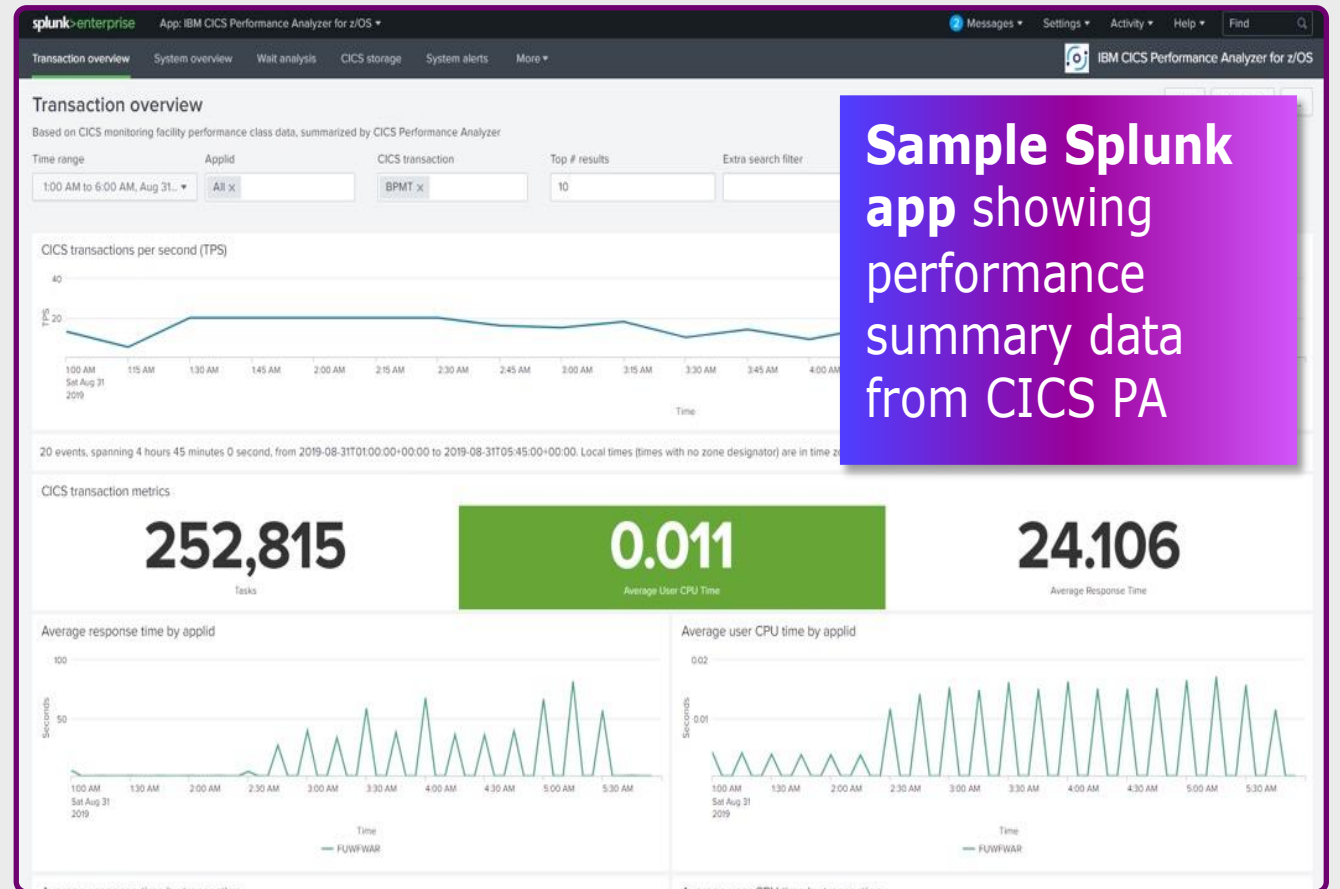 splunk>enterprise App: IBM CICS Performance Analyzer for z/OS 2 Messages Settings Activity Help Find
Transaction overview System overview Wait analysis CICS storage System alerts More IBM CICS Performance Analyzer for z/OS
Transaction overview
Based on CICS monitoring facility performance class data, summarized by CICS Performance Analyzer
Time range Applid CICS transaction Top # results Extra search filter
1:00 AM to 6:00 AM, Aug 31... All x BPMT x 10
Sample Splunk
app showing
performance
summary data
from CICS PA
CICS transactions per second (TPS)
40
TPS
20
1:00 AM 1:15 AM 1:30 AM 1:45 AM 2:00 AM 2:15 AM 2:30 AM 2:45 AM 3:00 AM 3:15 AM 3:30 AM 3:45 AM 4:00 AM
Sat Aug 31
2019
Time
20 events, spanning 4 hours 45 minutes 0 second, from 2019-08-31T01:00:00+00:00 to 2019-08-31T05:45:00+00:00. Local times (times with no zone designator) are in time
CICS transaction metrics
252,815 0.011 24.106
Tasks Average User CPU Time Average Response Time
Average response time by applid Average user CPU time by applid
100 0.02
Seconds Seconds
50 0.01
1:00 AM 1:30 AM 2:00 AM 2:30 AM 3:00 AM 3:30 AM 4:00 AM 4:30 AM 5:00 AM 5:30 AM 1:00 AM 1:30 AM 2:00 AM 2:30 AM 3:00 AM 3:30 AM 4:00 AM 4:30 AM 5:00 AM 5:30 AM
Sat Aug 31 Sat Aug 31
2019 2019
Time Time
FUWFWAR FUWFWAR